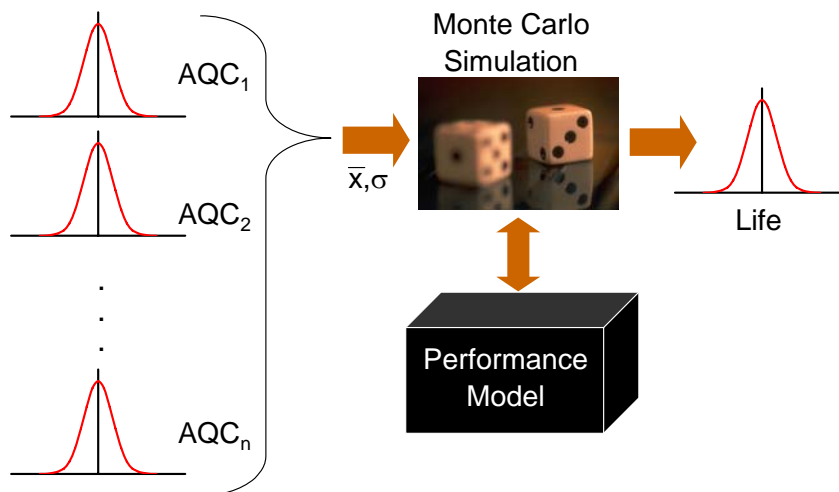 Monte Carlo
Simulation
AQC₁
x̄,σ
AQC₂
Life
.
.
.
Performance
Model
AQCₙ